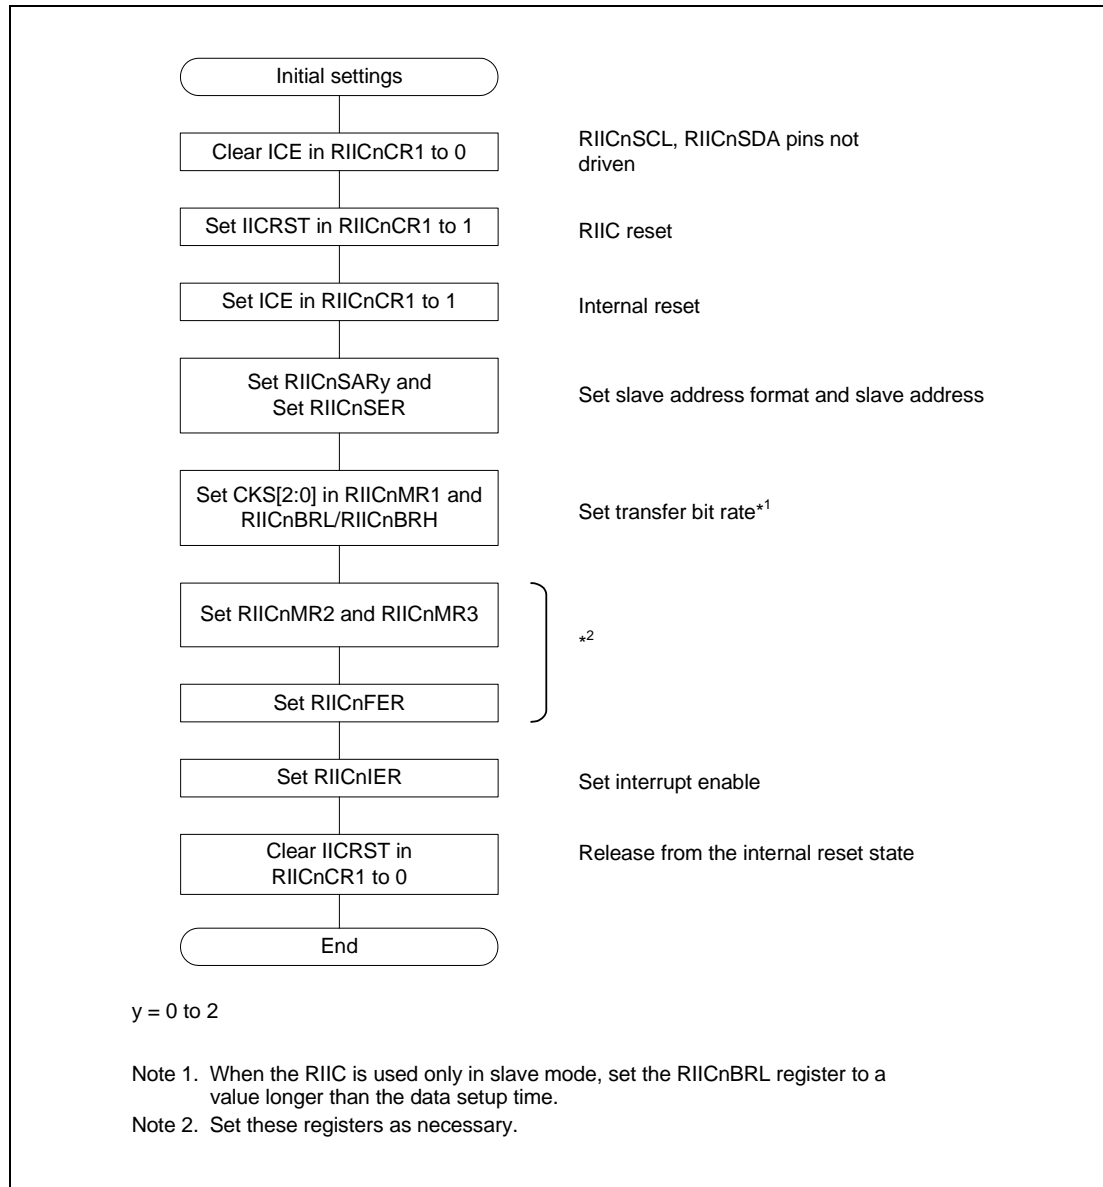 Initial settings
Clear ICE in RIICnCR1 to 0
RIICnSCL, RIICnSDA pins not
driven
Set IICRST in RIICnCR1 to 1
RIIC reset
Set ICE in RIICnCR1 to 1
Internal reset
Set RIICnSARy and
Set RIICnSER
Set slave address format and slave address
Set CKS[2:0] in RIICnMR1 and
RIICnBRL/RIICnBRH
Set transfer bit rate*1
Set RIICnMR2 and RIICnMR3
*2
Set RIICnFER
Set RIICnIER
Set interrupt enable
Clear IICRST in
RIICnCR1 to 0
Release from the internal reset state
End
y = 0 to 2
Note 1. When the RIIC is used only in slave mode, set the RIICnBRL register to a
value longer than the data setup time.
Note 2. Set these registers as necessary.